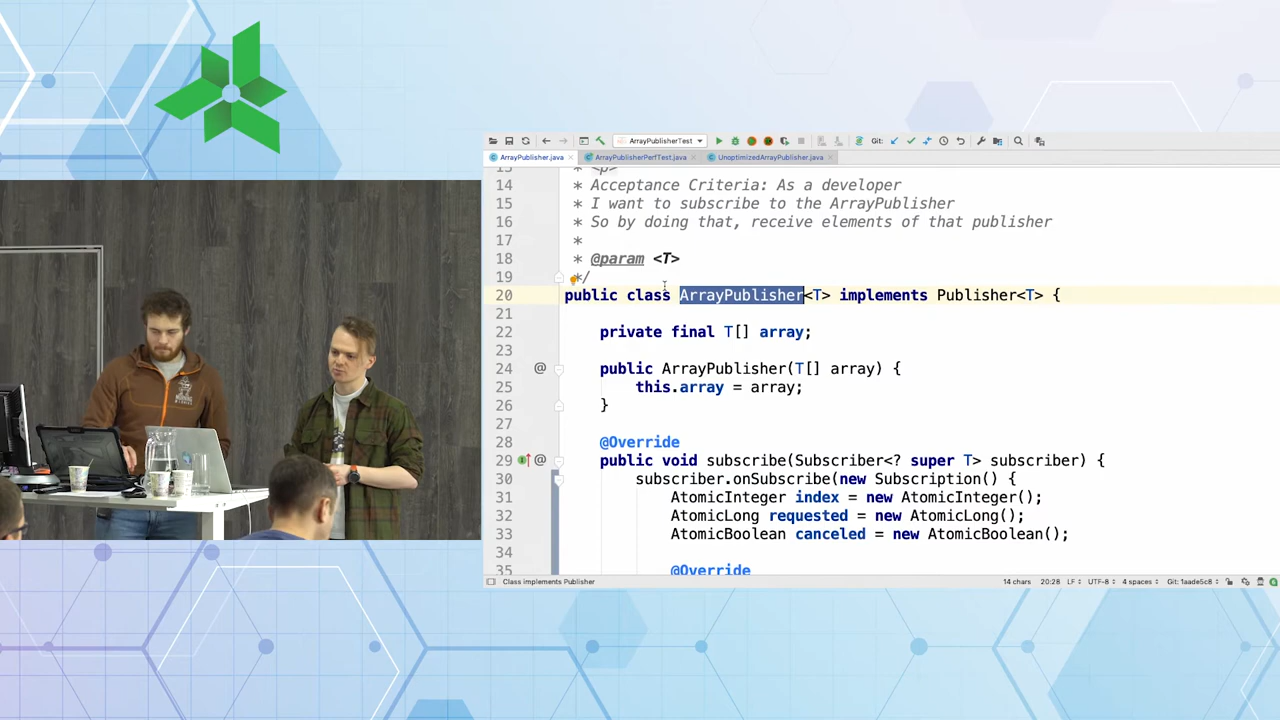 ArrayPublisherTest
Git:
ArrayPublisher.java
ArrayPublisherPerfTest.java
UnoptimizedArrayPublisher.java
13 * <p>
14 * Acceptance Criteria: As a developer
15 * I want to subscribe to the ArrayPublisher
16 * So by doing that, receive elements of that publisher
17 *
18 * @param <T>
19 */
20 public class ArrayPublisher<T> implements Publisher<T> {
21
22 private final T[] array;
23
24 @ public ArrayPublisher(T[] array) {
25 this.array = array;
26 }
27
28 @Override
29 @ public void subscribe(Subscriber<? super T> subscriber) {
30 subscriber.onSubscribe(new Subscription() {
31 AtomicInteger index = new AtomicInteger();
32 AtomicLong requested = new AtomicLong();
33 AtomicBoolean canceled = new AtomicBoolean();
34
35 @Override
Class implements Publisher 14 chars 20:28 LF UTF-8 4 spaces Git: 1aade5c8